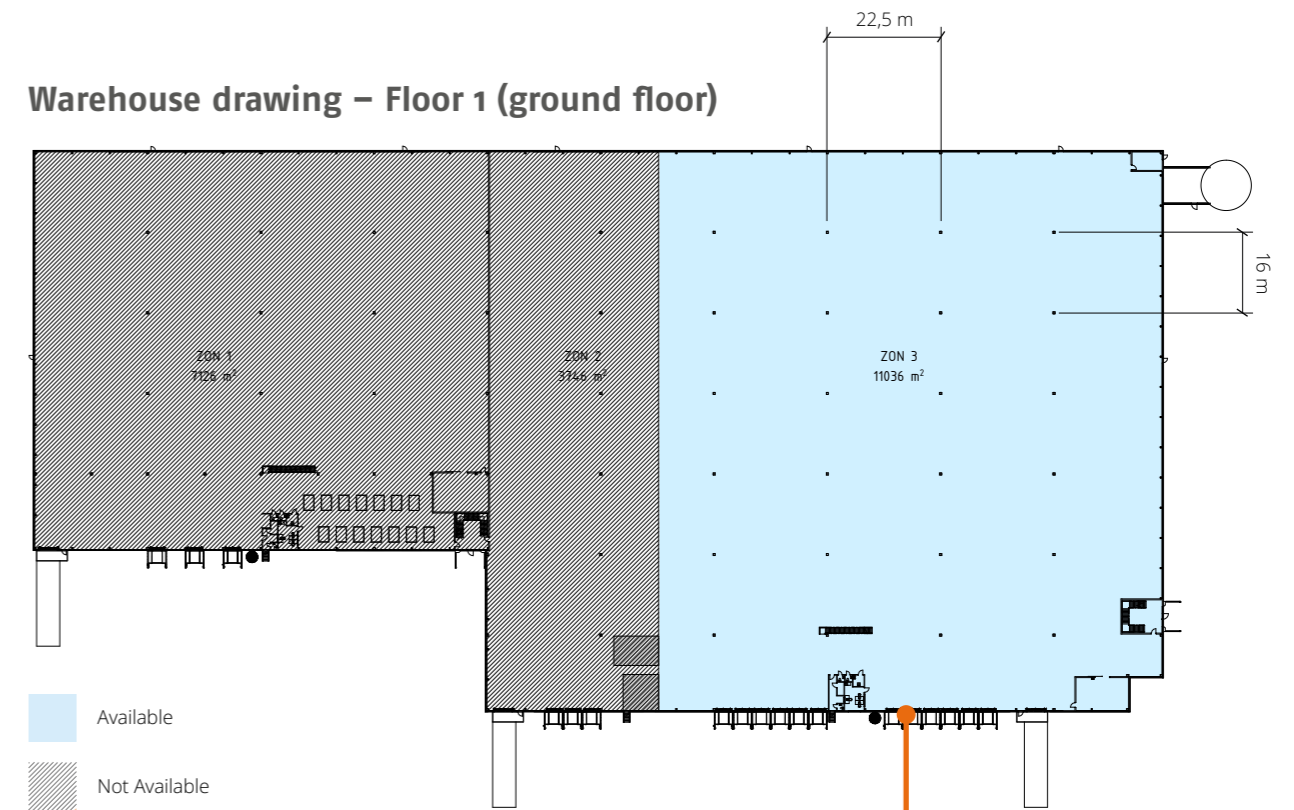 22,5 m
Warehouse drawing – Floor 1 (ground floor)
16 m
ZON 1
7126 m²
ZON 2
3746 m²
ZON 3
11036 m²
Available
Not Available